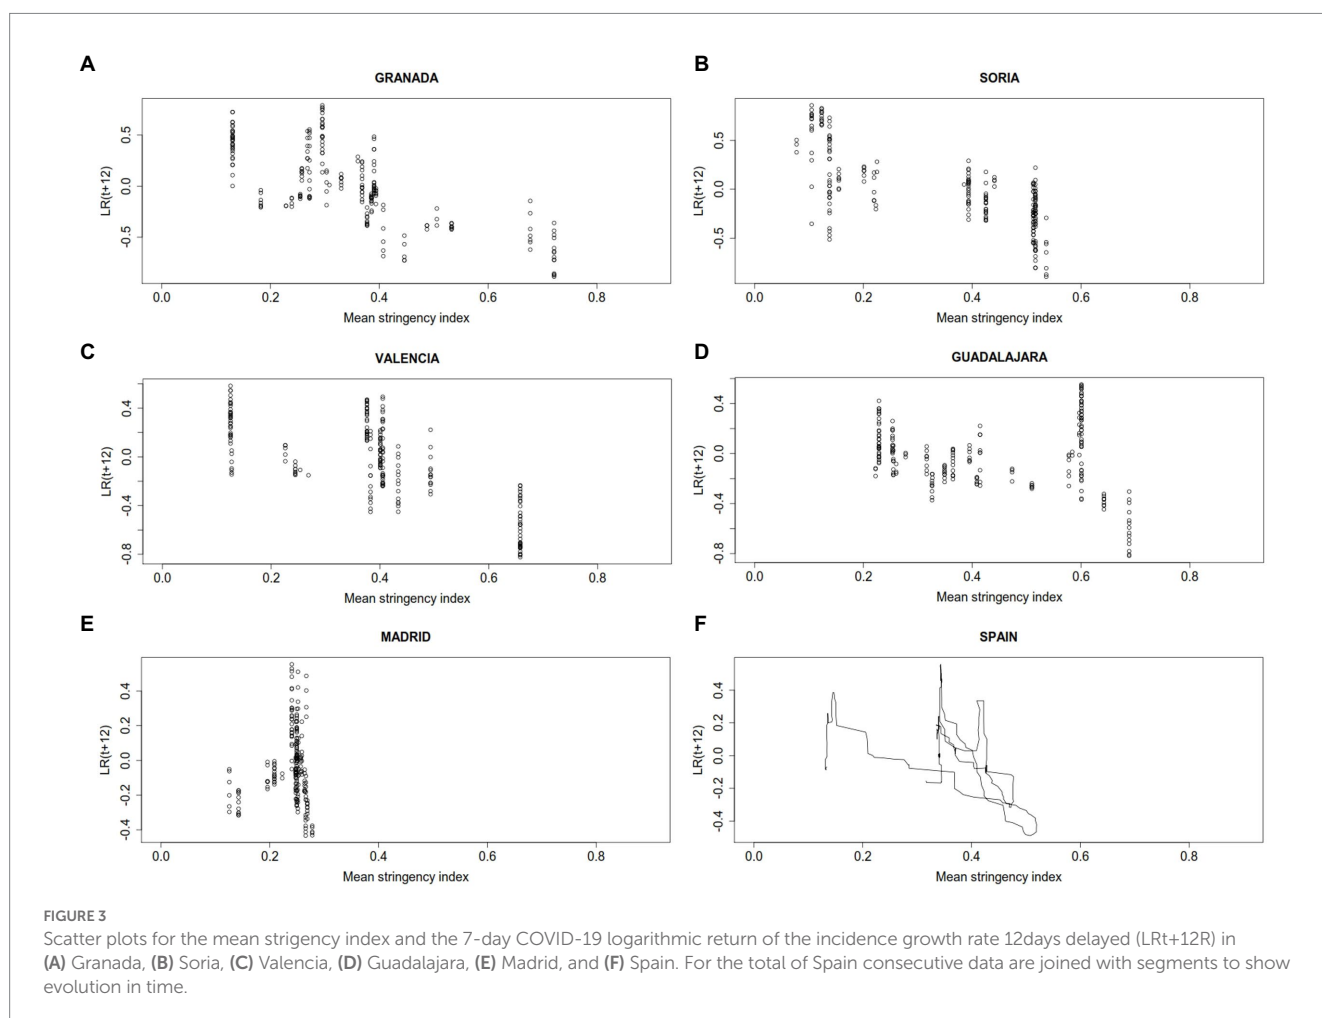 A
GRANADA
LR(t+12)
0.5
0.0
-0.5
0.0 0.2 0.4 0.6 0.8
Mean stringency index
B
SORIA
LR(t+12)
0.5
0.0
-0.5
0.0 0.2 0.4 0.6 0.8
Mean stringency index
C
VALENCIA
LR(t+12)
0.4
0.0
-0.4
-0.8
0.0 0.2 0.4 0.6 0.8
Mean stringency index
D
GUADALAJARA
LR(t+12)
0.4
0.0
-0.4
-0.8
0.0 0.2 0.4 0.6 0.8
Mean stringency index
E
MADRID
LR(t+12)
0.4
0.2
0.0
-0.2
-0.4
0.0 0.2 0.4 0.6 0.8
Mean stringency index
F
SPAIN
LR(t+12)
0.4
0.2
0.0
-0.2
-0.4
0.0 0.2 0.4 0.6 0.8
Mean stringency index
FIGURE 3
Scatter plots for the mean strigency index and the 7-day COVID-19 logarithmic return of the incidence growth rate 12days delayed (LRt+12R) in
(A) Granada, (B) Soria, (C) Valencia, (D) Guadalajara, (E) Madrid, and (F) Spain. For the total of Spain consecutive data are joined with segments to show
evolution in time.